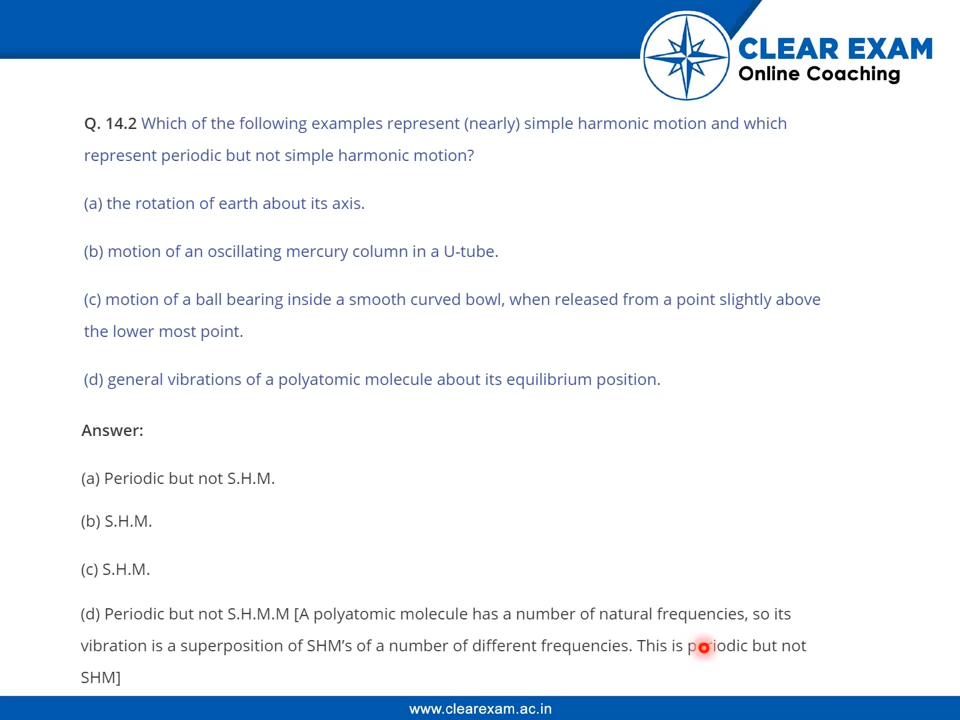 CLEAR EXAM
Online Coaching
Q. 14.2 Which of the following examples represent (nearly) simple harmonic motion and which
represent periodic but not simple harmonic motion?
(a) the rotation of earth about its axis.
(b) motion of an oscillating mercury column in a U-tube.
(c) motion of a ball bearing inside a smooth curved bowl, when released from a point slightly above
the lower most point.
(d) general vibrations of a polyatomic molecule about its equilibrium position.
Answer:
(a) Periodic but not S.H.M.
(b) S.H.M.
(c) S.H.M.
(d) Periodic but not S.H.M.M [A polyatomic molecule has a number of natural frequencies, so its
vibration is a superposition of SHM's of a number of different frequencies. This is periodic but not
SHM]
www.clearexam.ac.in